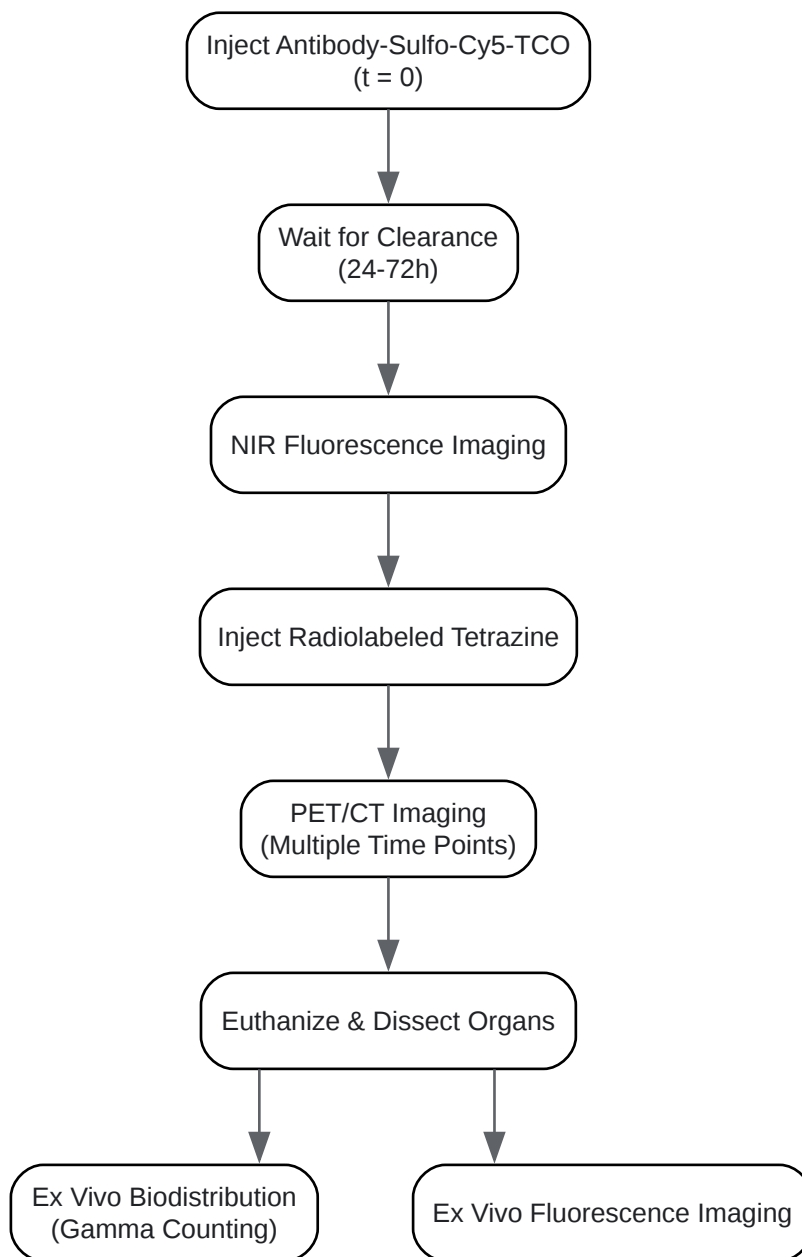 Inject Antibody-Sulfo-Cy5-TCO
(t = 0)
Wait for Clearance
(24-72h)
NIR Fluorescence Imaging
Inject Radiolabeled Tetrazine
PET/CT Imaging
(Multiple Time Points)
Euthanize & Dissect Organs
Ex Vivo Biodistribution
(Gamma Counting)
Ex Vivo Fluorescence Imaging